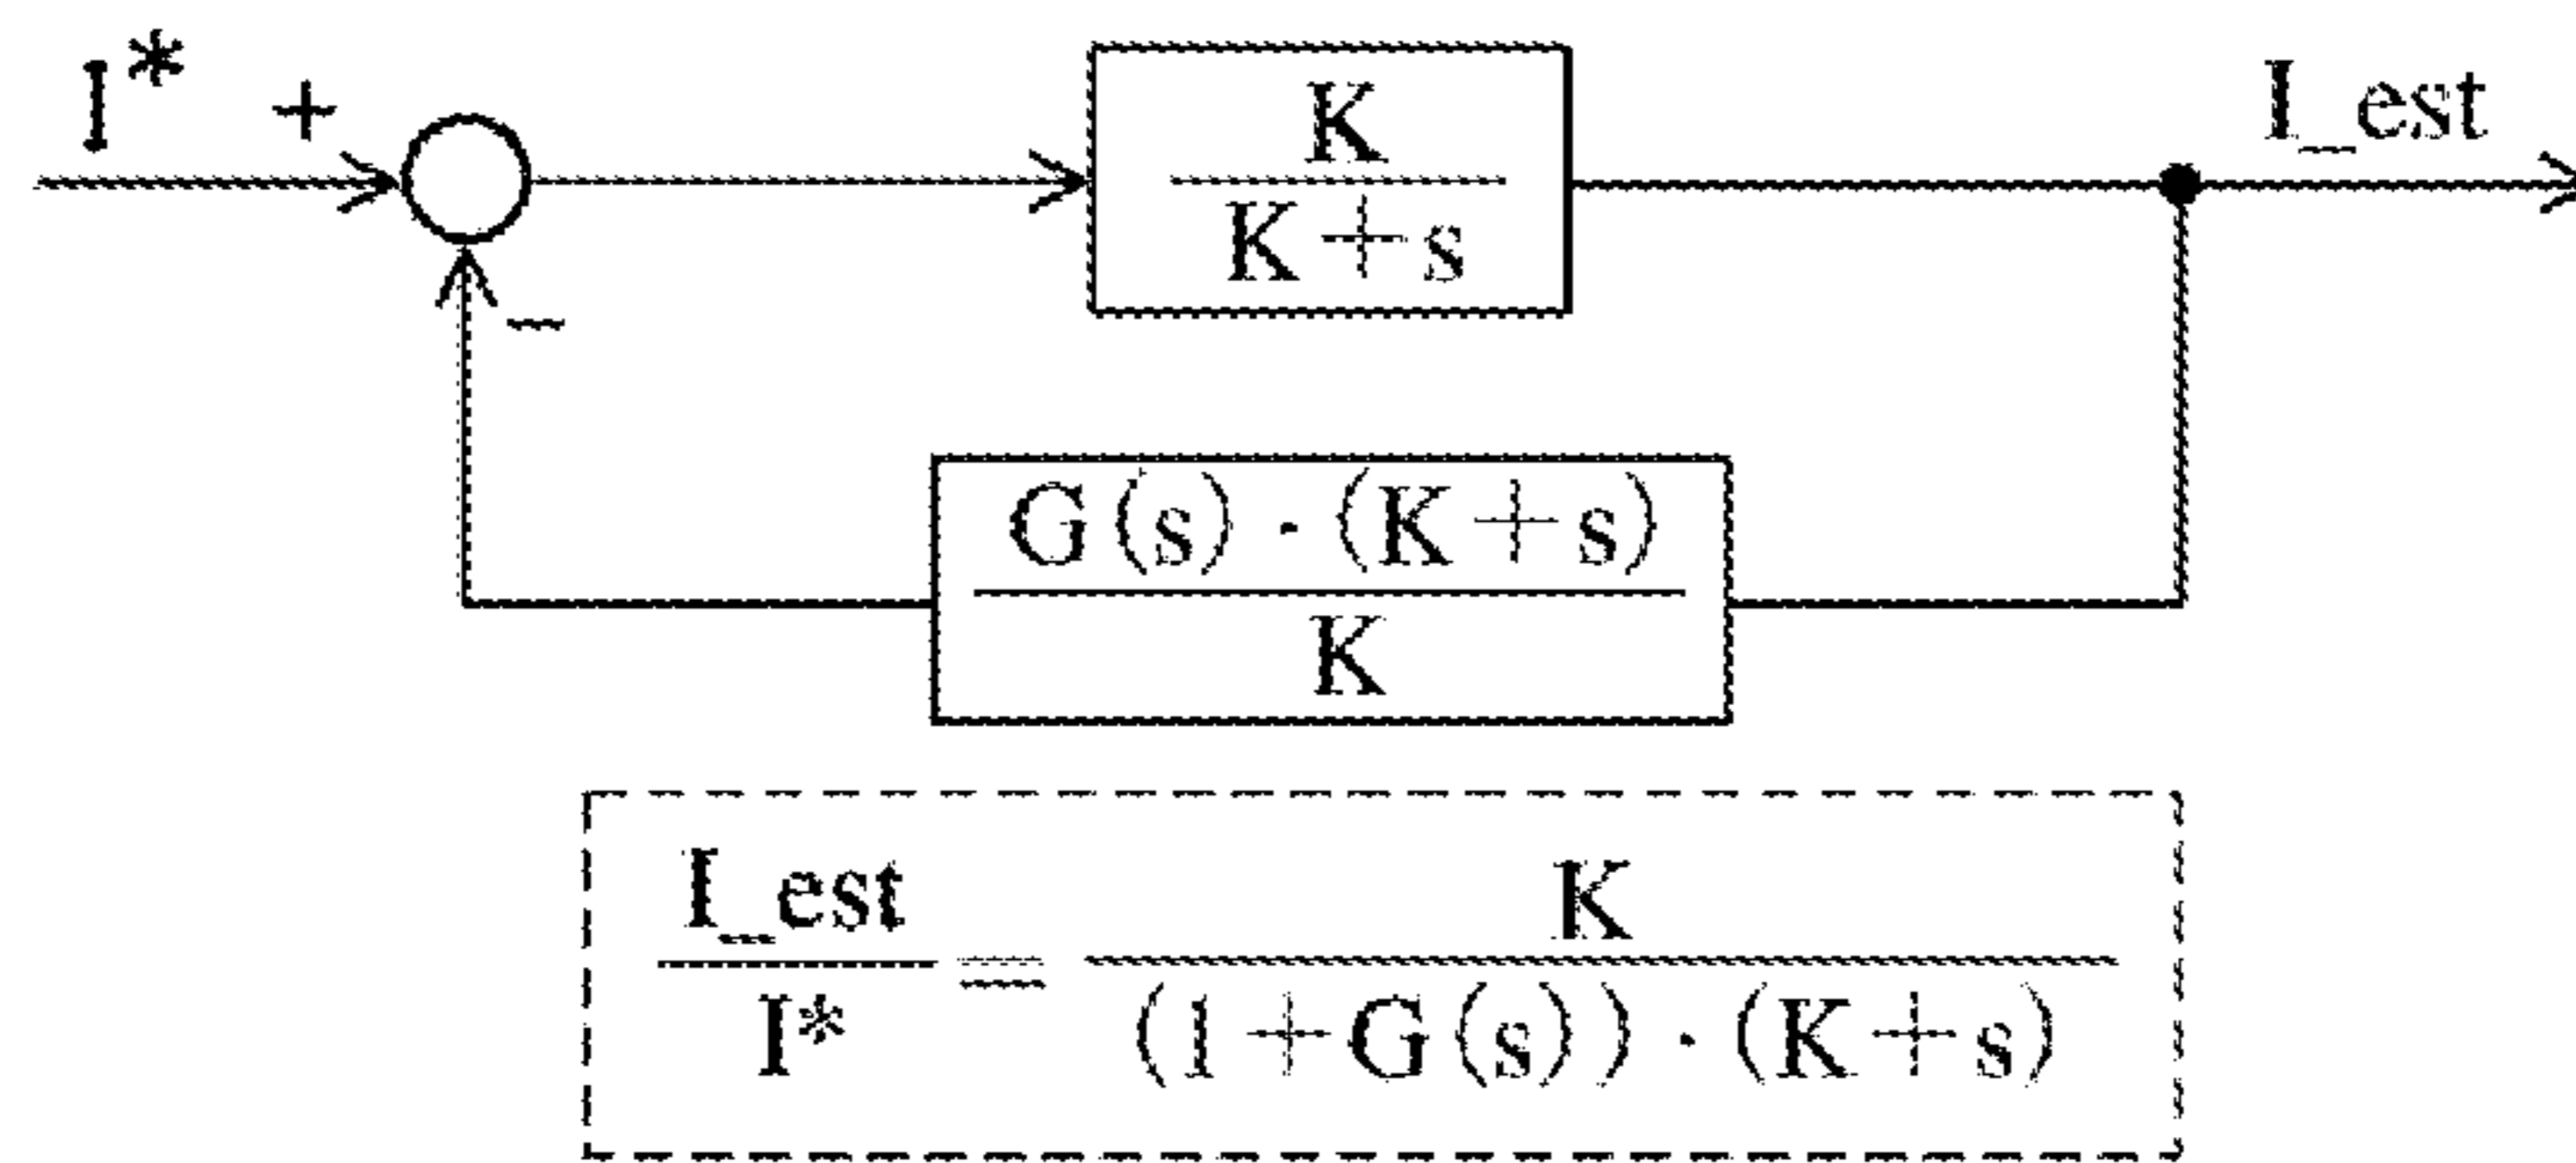 I* +
K
K+s
I_est
−
G(s)·(K+s)
K
I_est
I*
=
K
(1+G(s))·(K+s)